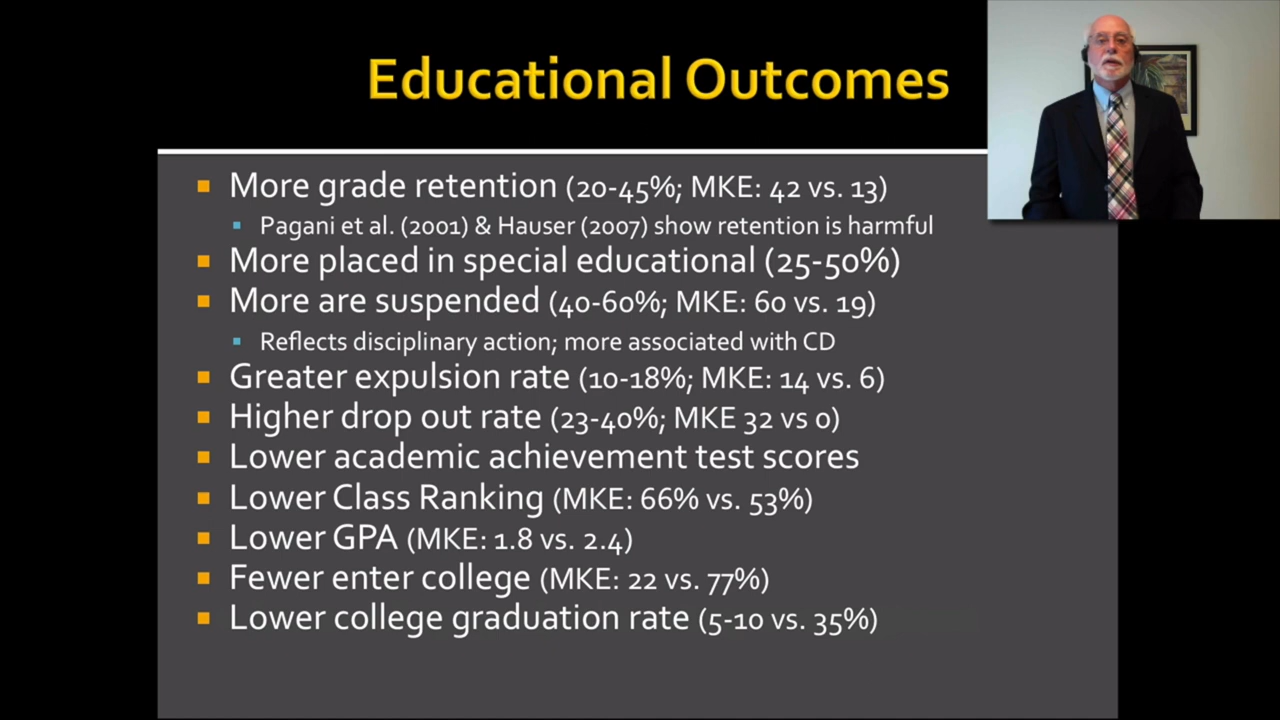 Educational Outcomes
More grade retention (20-45%; MKE: 42 vs. 13)
Pagani et al. (2001) & Hauser (2007) show retention is harmful
More placed in special educational (25-50%)
More are suspended (40-60%; MKE: 60 vs. 19)
Reflects disciplinary action; more associated with CD
Greater expulsion rate (10-18%; MKE: 14 vs. 6)
Higher drop out rate (23-40%; MKE 32 vs 0)
Lower academic achievement test scores
Lower Class Ranking (MKE: 66% vs. 53%)
Lower GPA (MKE: 1.8 vs. 2.4)
Fewer enter college (MKE: 22 vs. 77%)
Lower college graduation rate (5-10 vs. 35%)